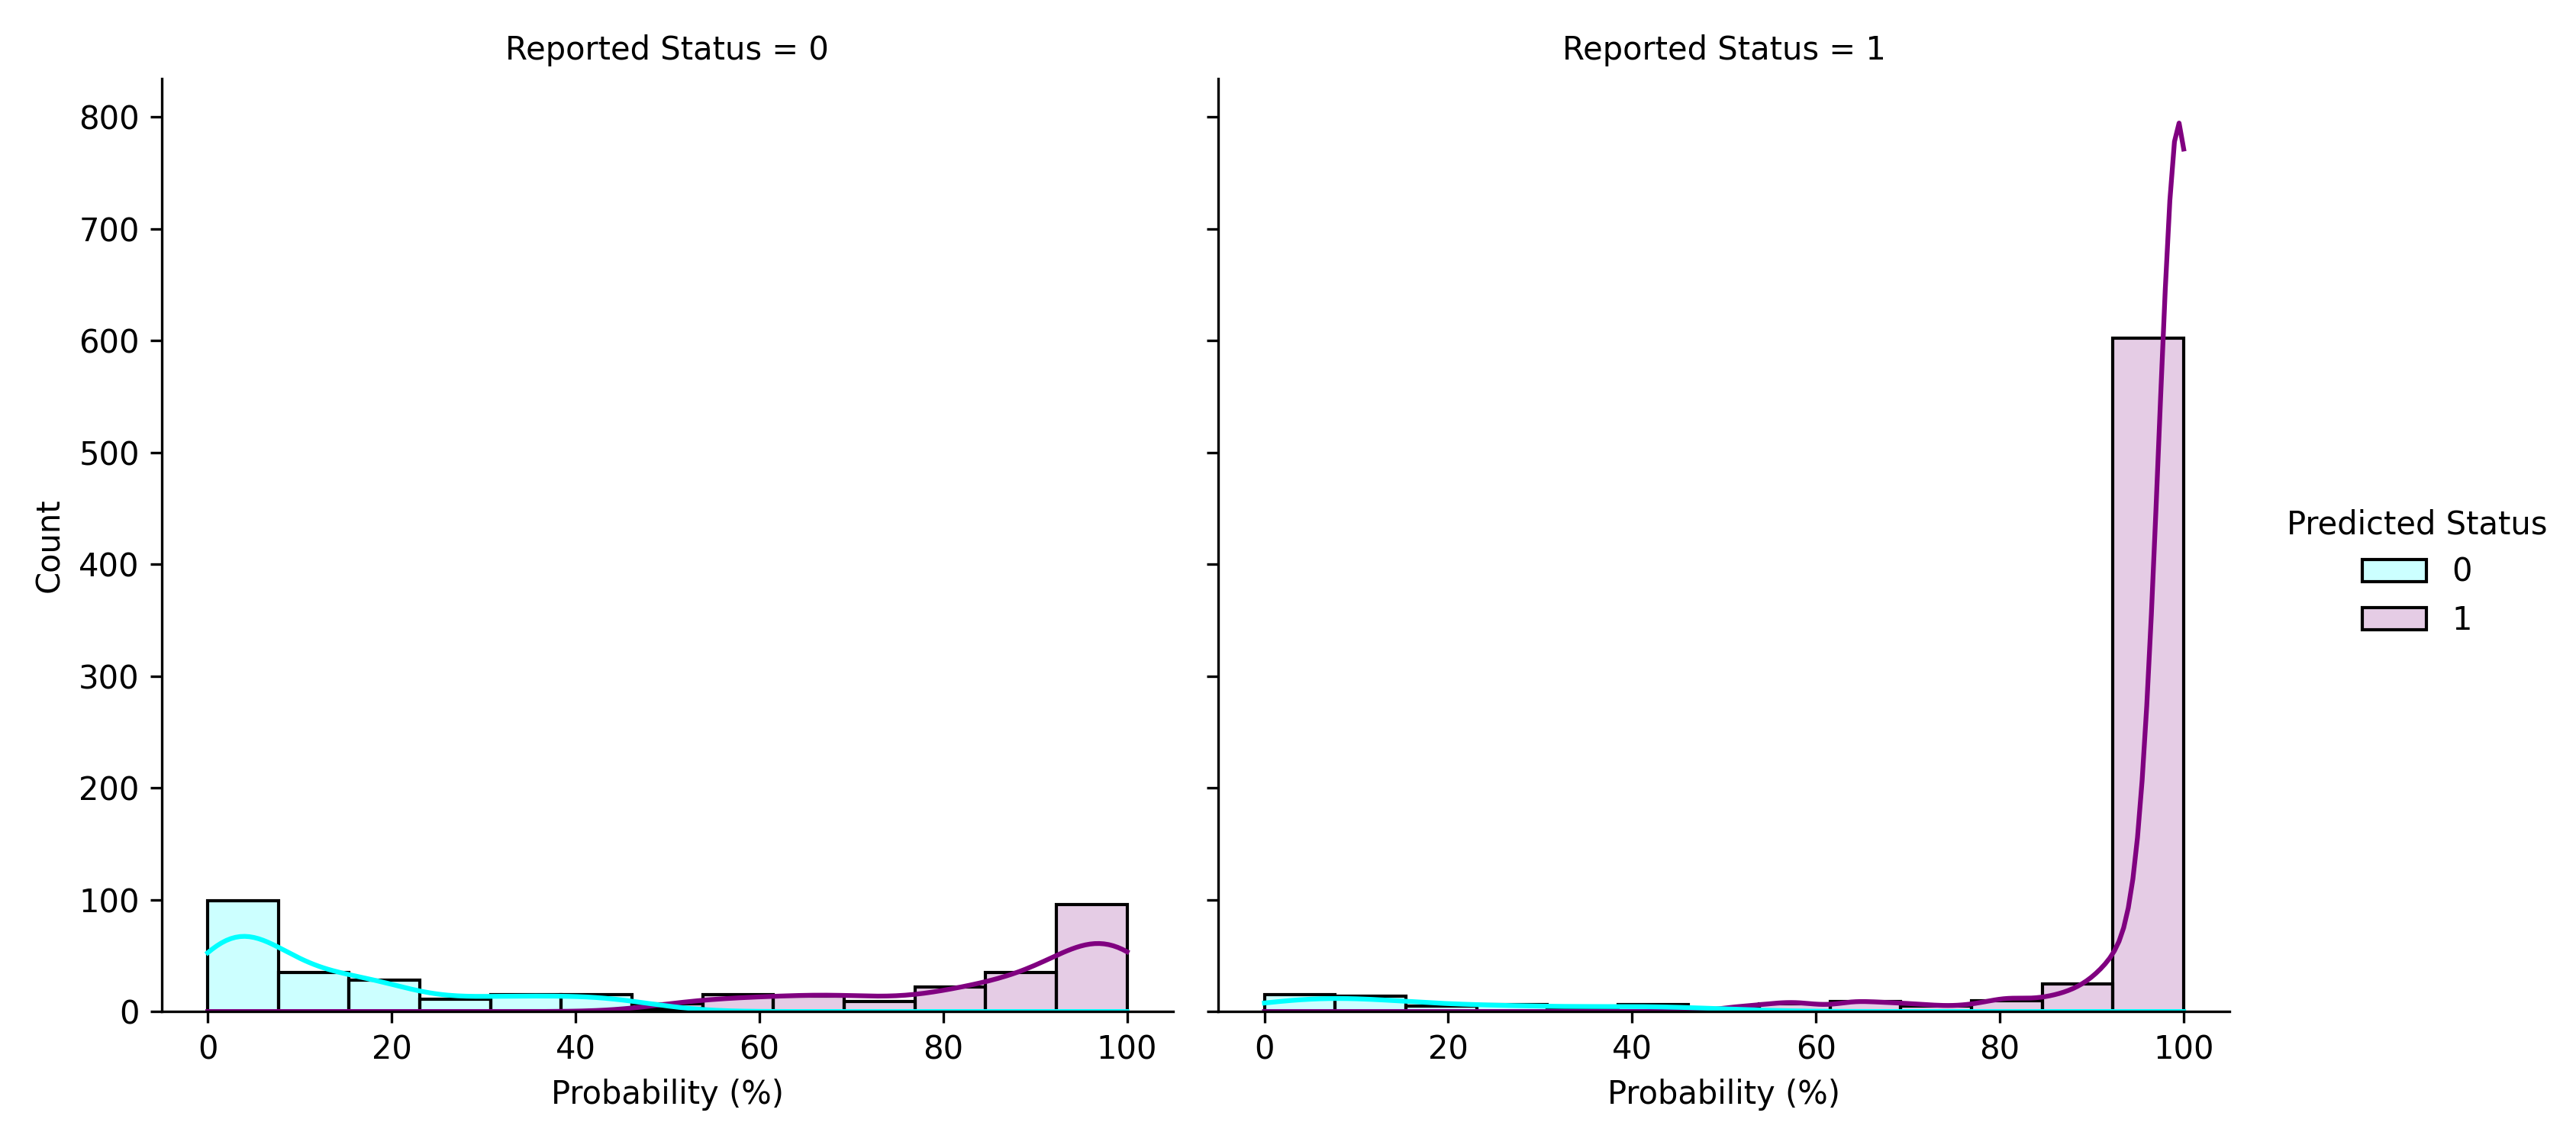 Reported Status = 0
Reported Status = 1
800
700
600
500
400
300
200
100
0
Count
0 20 40 60 80 100
0 20 40 60 80 100
Probability (%)
Probability (%)
Predicted Status
0
1